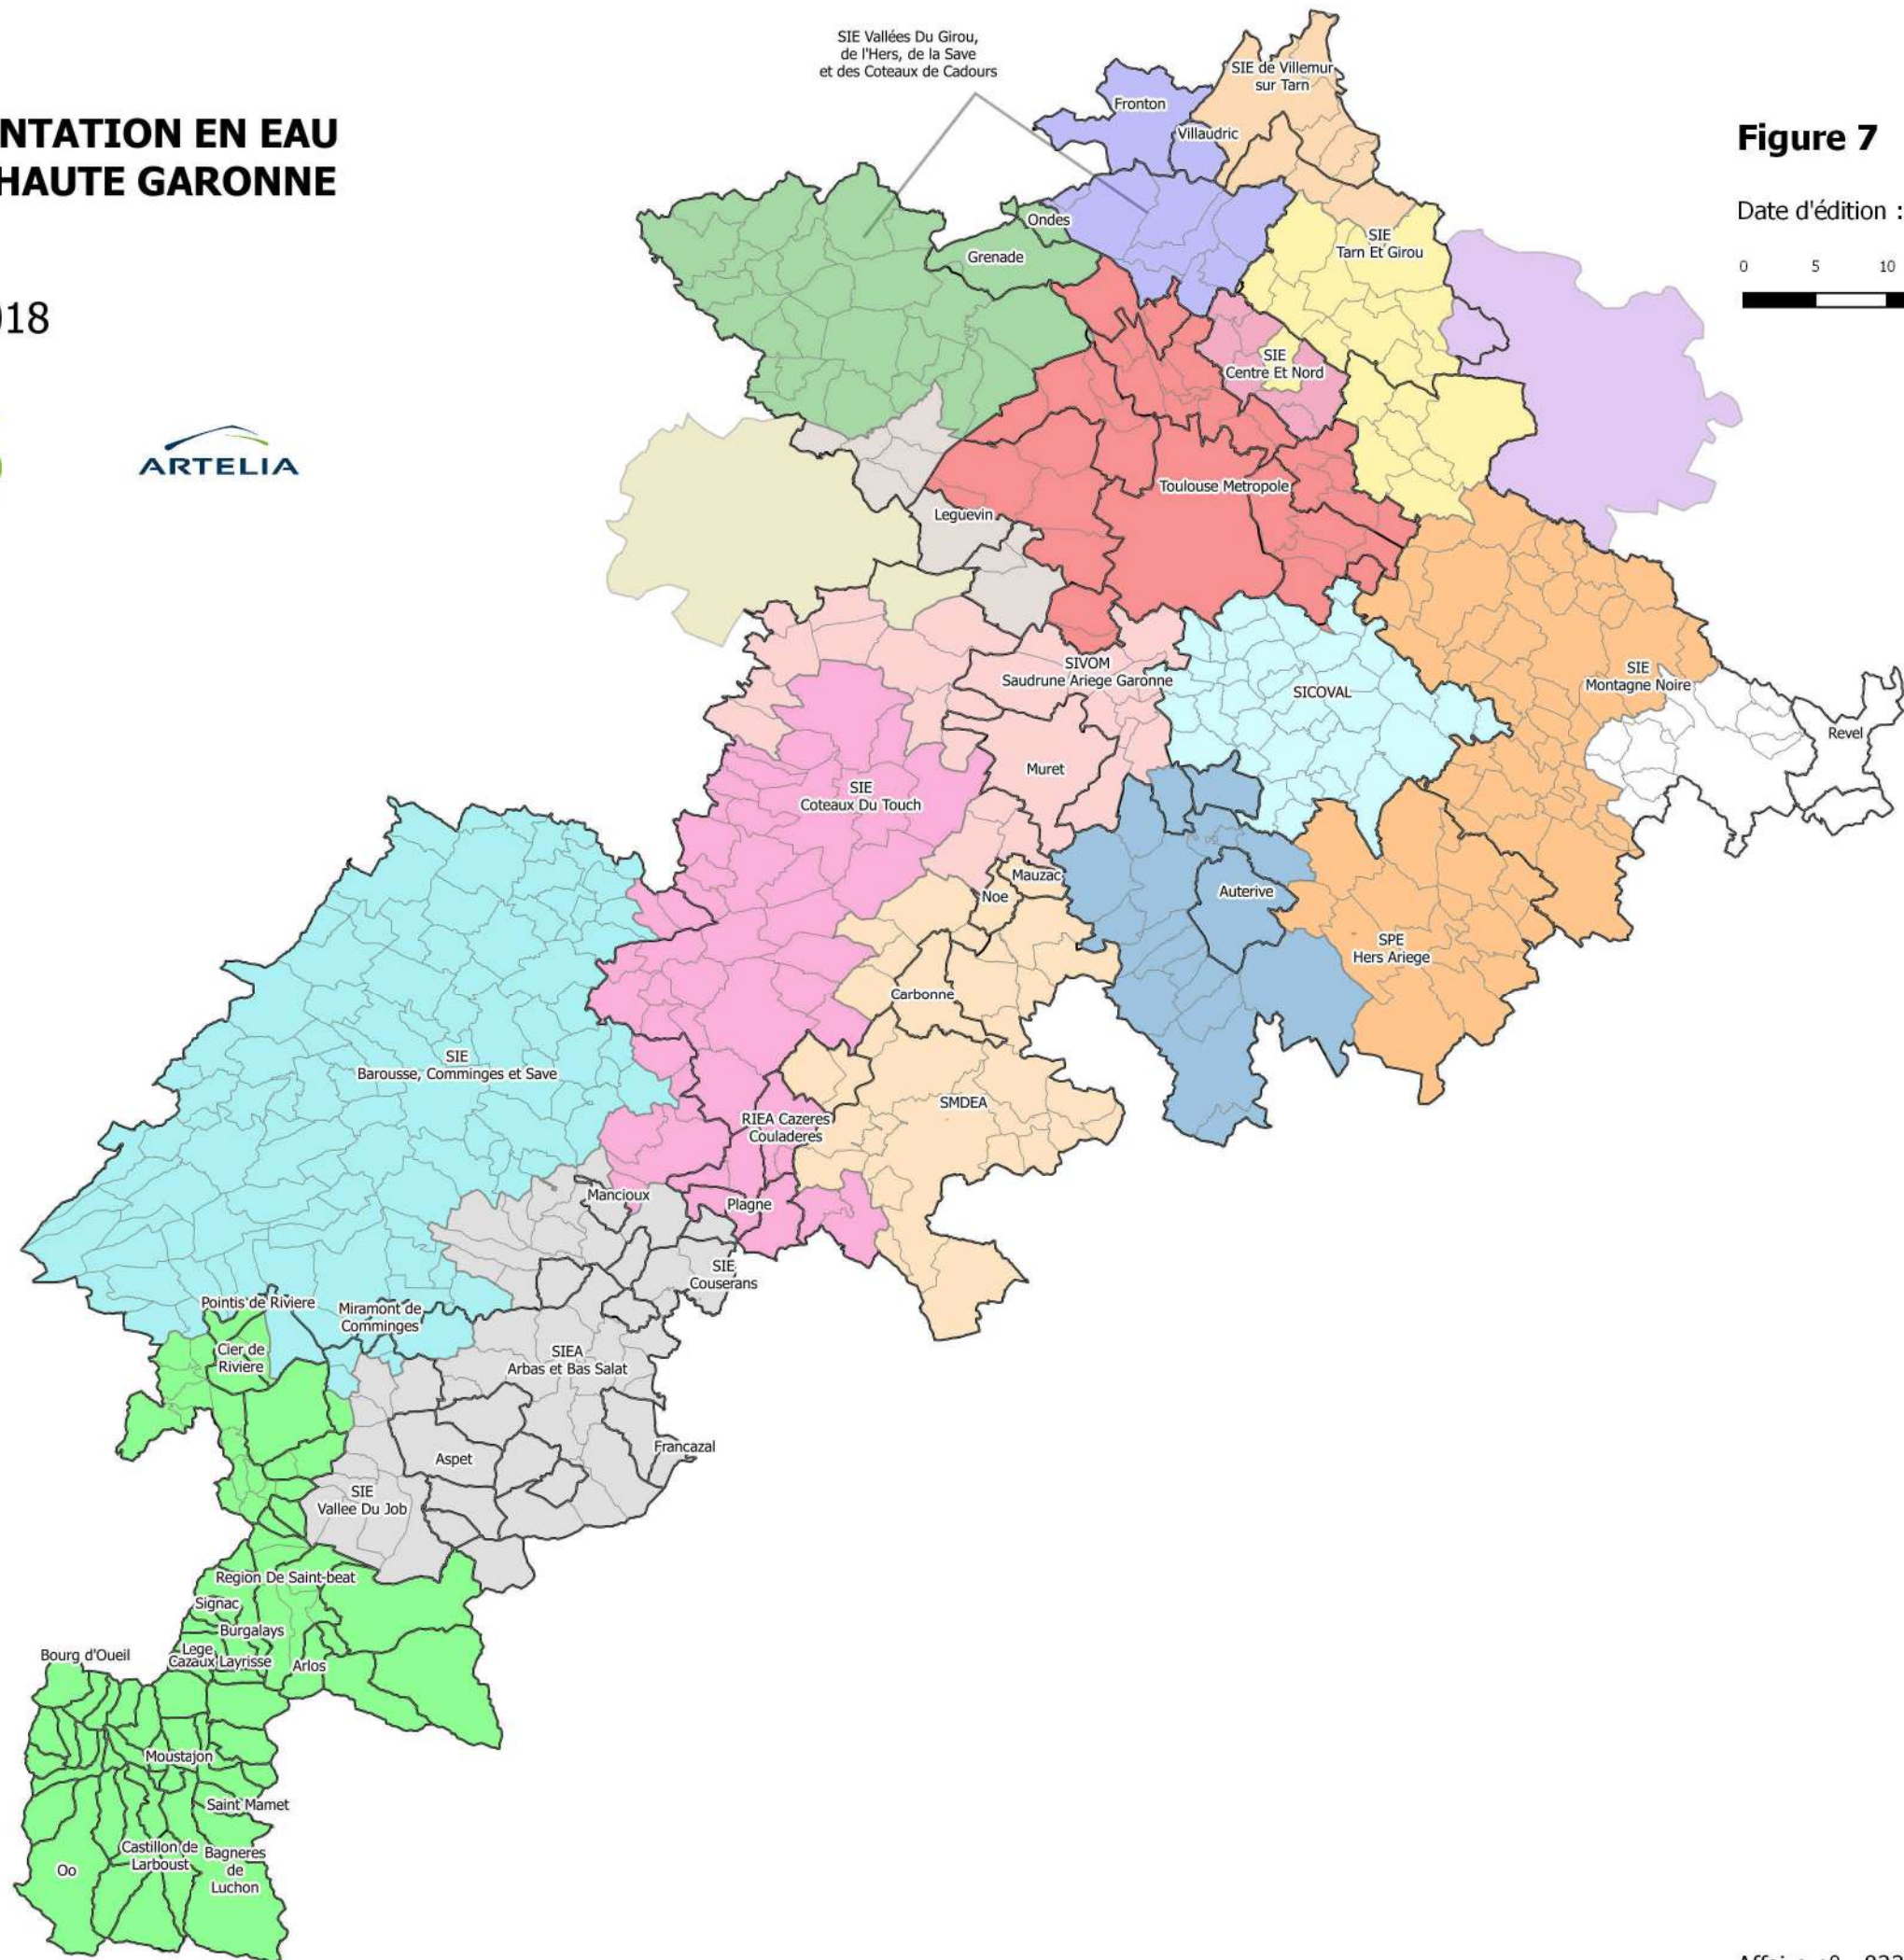 NTATION EN EAU
HAUTE GARONNE
18
ARTELIA
Figure 7
Date d'édition :
0 5 10
SIE Vallées Du Girou,
de l'Hers, de la Save
et des Coteaux de Cadours
SIE de Villemur
sur Tarn
Fronton
Villaudric
Ondes
Grenade
SIE
Tarn Et Girou
SIE
Centre Et Nord
Toulouse Metropole
Leguevin
SIVOM
Saudrune Ariege Garonne
SICOVAL
SIE
Montagne Noire
Revel
Muret
SIE
Coteaux Du Touch
Mauzac
Noe
Auterive
SPE
Hers Ariege
Carbonne
SIE
Barousse, Comminges et Save
SMDEA
RIEA Cazeres
Couladeres
Mancioux
Plagne
SIE
Couserans
Pointis de Riviere
Miramont de
Comminges
Cier de
Riviere
SIEA
Arbas et Bas Salat
Francazal
Aspet
SIE
Vallee Du Job
Region De Saint-beat
Signac
Burgalays
Lege
Cazaux Layrisse
Arlos
Bourg d'Oueil
Moustajon
Saint Mamet
Castillon de
Larboust
Bagneres
de
Luchon
Oo